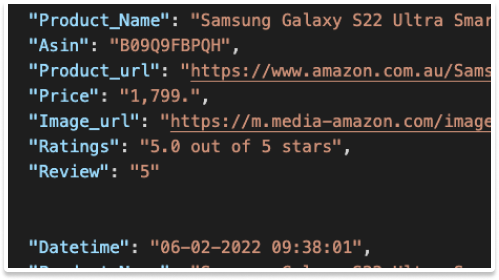 "Product_Name": "Samsung Galaxy S22 Ultra Smar
"Asin": "B09Q9FBPQH",
"Product_url": "https://www.amazon.com.au/Sams
"Price": "1,799.",
"Image_url": "https://m.media-amazon.com/image
"Ratings": "5.0 out of 5 stars",
"Review": "5"
"Datetime": "06-02-2022 09:38:01",